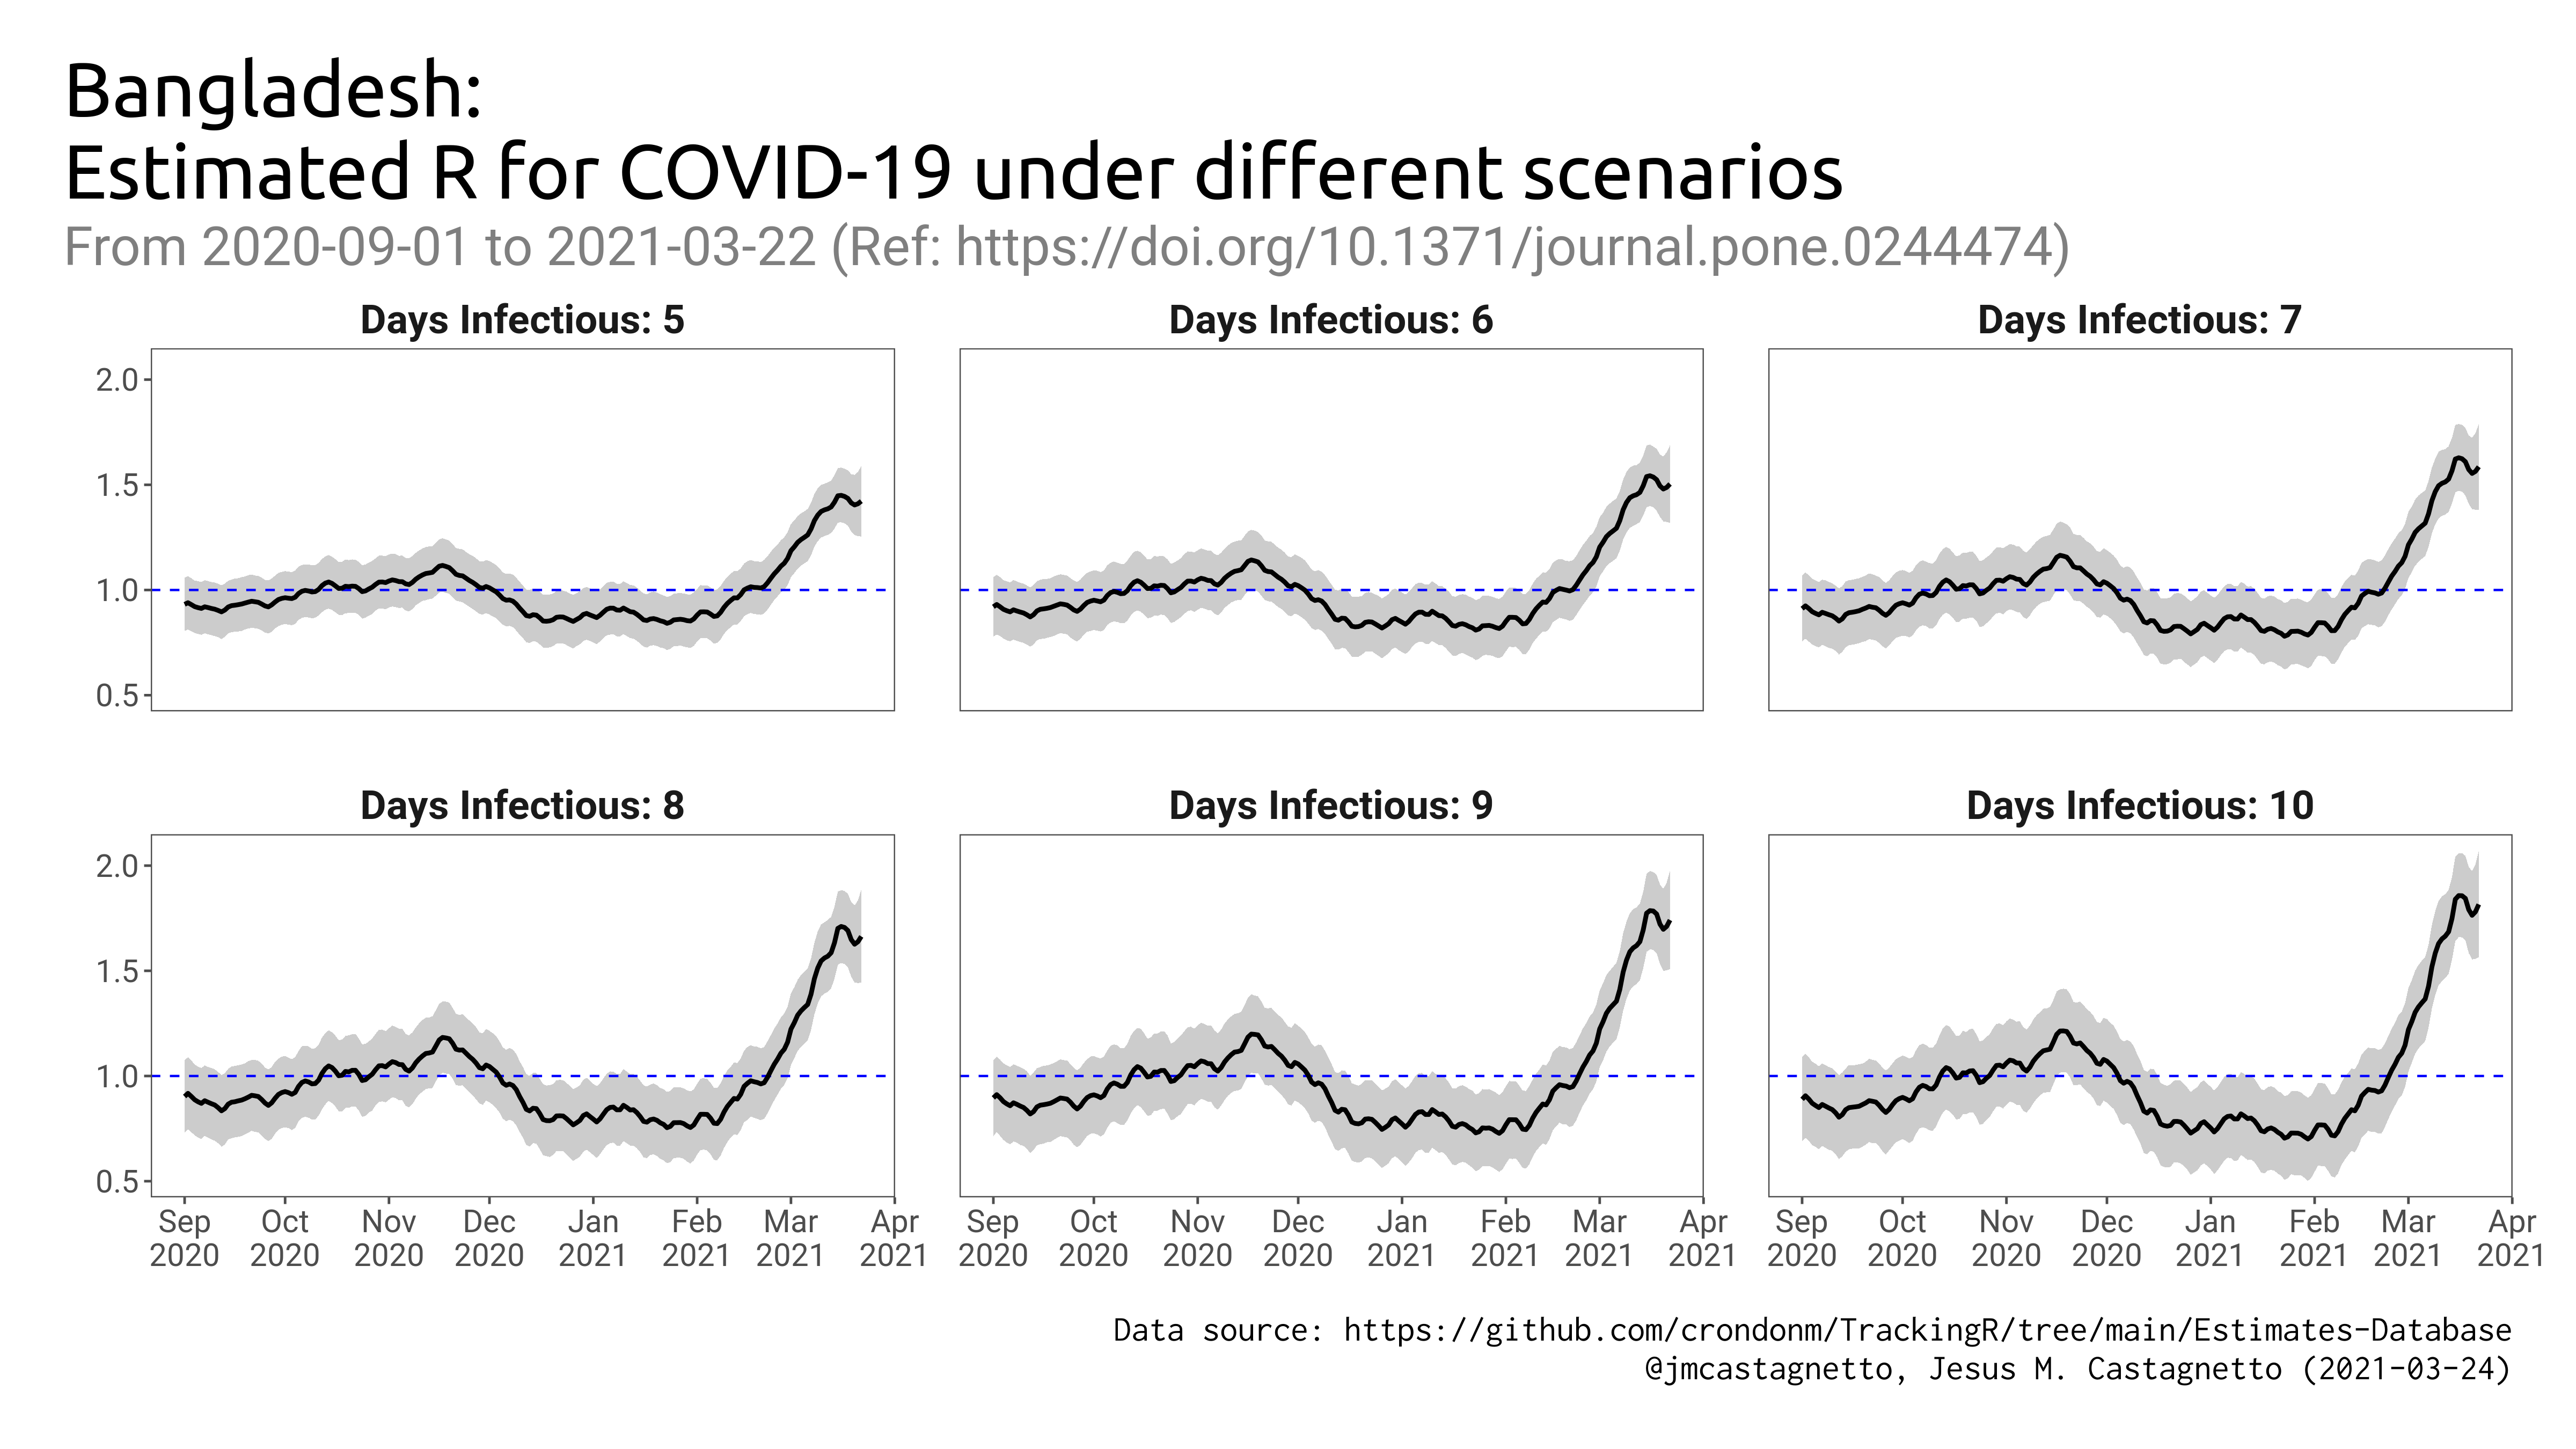 Bangladesh:
Estimated R for COVID-19 under different scenarios
From 2020-09-01 to 2021-03-22 (Ref: https://doi.org/10.1371/journal.pone.0244474)
Days Infectious: 5
Days Infectious: 6
Days Infectious: 7
2.0
1.5
1.0
0.5
Days Infectious: 8
Days Infectious: 9
Days Infectious: 10
2.0
1.5
1.0
0.5
Sep Oct Nov Dec Jan Feb Mar Apr
2020 2020 2020 2020 2021 2021 2021 2021
Sep Oct Nov Dec Jan Feb Mar Apr
2020 2020 2020 2020 2021 2021 2021 2021
Sep Oct Nov Dec Jan Feb Mar Apr
2020 2020 2020 2020 2021 2021 2021 2021
Data source: https://github.com/crondonm/TrackingR/tree/main/Estimates-Database
@jmcastagnetto, Jesus M. Castagnetto (2021-03-24)